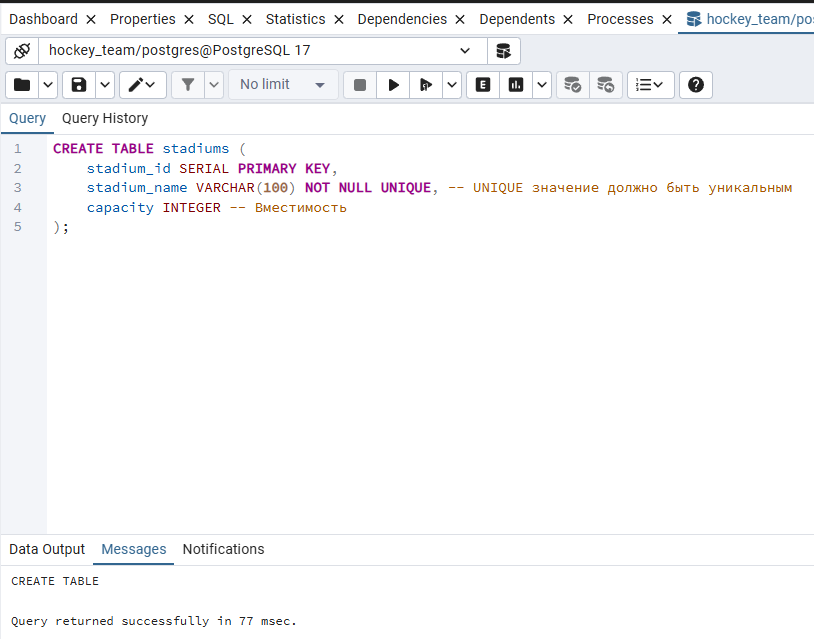 Dashboard Properties SQL Statistics Dependencies Dependents Processes hockey_team/po
hockey_team/postgres@PostgreSQL 17
No limit E
Query Query History
1 CREATE TABLE stadiums (
2 stadium_id SERIAL PRIMARY KEY,
3 stadium_name VARCHAR(100) NOT NULL UNIQUE, -- UNIQUE значение должно быть уникальным
4 capacity INTEGER -- Вместимость
5 );
Data Output Messages Notifications
CREATE TABLE
Query returned successfully in 77 msec.